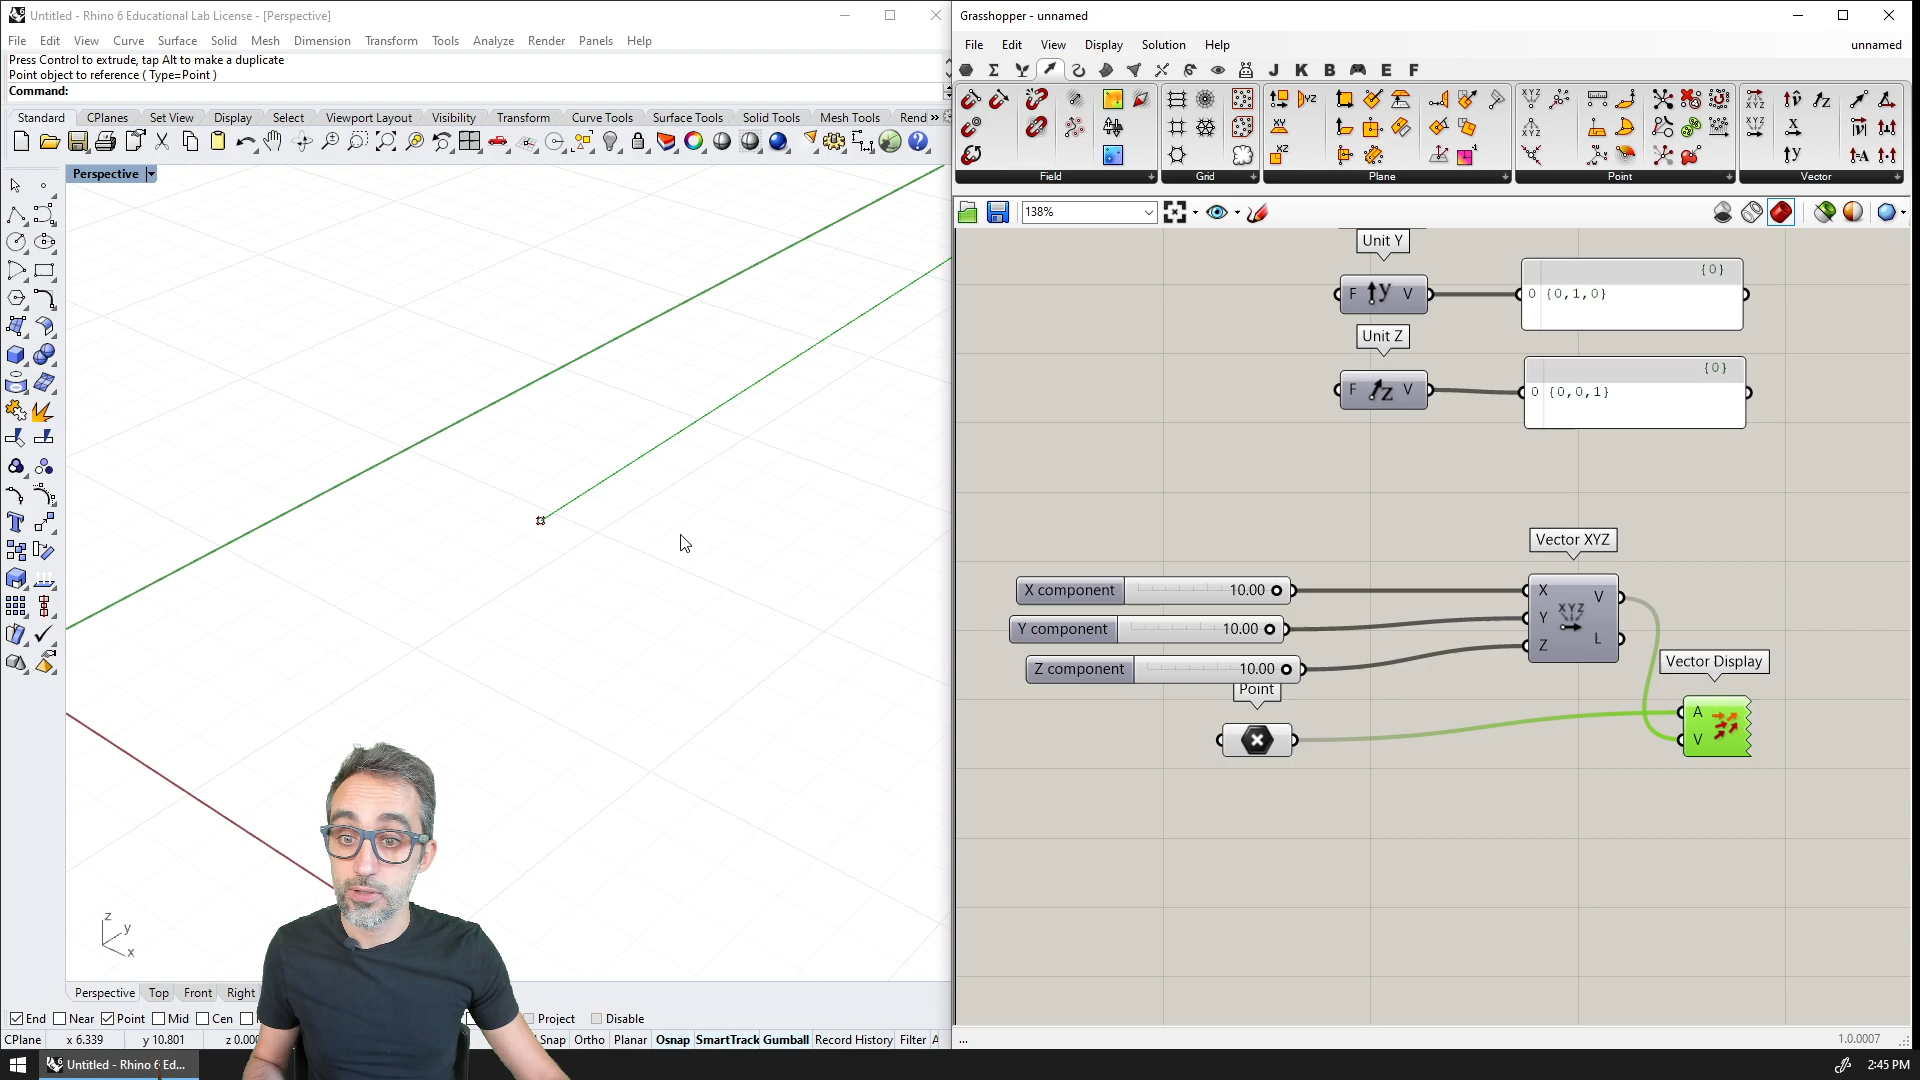 Untitled - Rhino 6 Educational Lab License - [Perspective]
File Edit View Curve Surface Solid Mesh Dimension Transform Tools Analyze Render Panels Help
Press Control to extrude, tap Alt to make a duplicate
Point object to reference ( Type=Point )
Command:
Standard CPlanes Set View Display Select Viewport Layout Visibility Transform Curve Tools Surface Tools Solid Tools Mesh Tools Rend »
Perspective
z
y
x
Perspective Top Front Right
End Near Point Mid Cen Project Disable
CPlane x 6.339 y 10.801 z 0.000 Snap Ortho Planar Osnap SmartTrack Gumball Record History Filter A
Untitled - Rhino 6 Ed...
Grasshopper - unnamed
File Edit View Display Solution Help unnamed
J K B E F
Field Grid Plane Point Vector
138%
Unit Y
F y V
{0}
0 {0,1,0}
Unit Z
F z V
{0}
0 {0,0,1}
Vector XYZ
X component 10.00
Y component 10.00
Z component 10.00
X
Y
Z
XYZ
V
L
Vector Display
A
V
Point
...
1.0.0007
2:45 PM